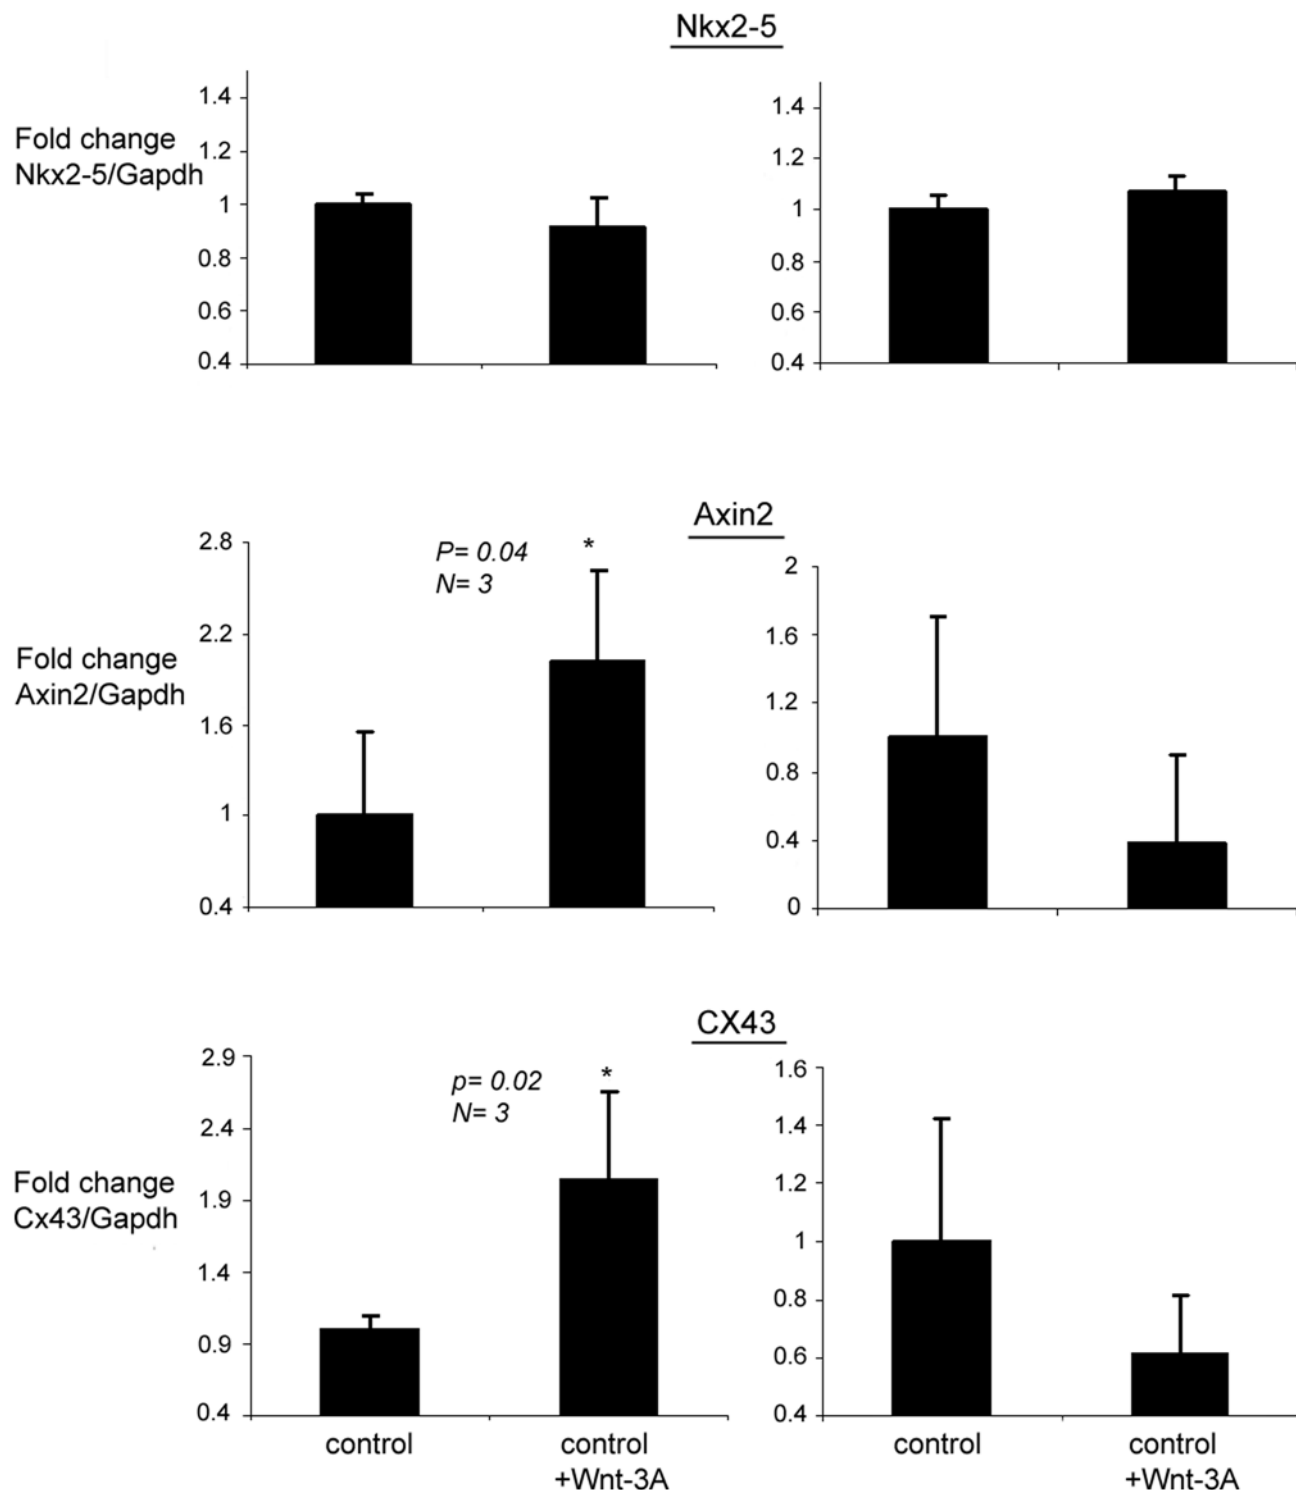 Nkx2-5
Fold change
Nkx2-5/Gapdh
1.4
1.2
1
0.8
0.6
0.4
1.4
1.2
1
0.8
0.6
0.4
Axin2
Fold change
Axin2/Gapdh
2.8
2.2
1.6
1
0.4
P= 0.04
N= 3
*
2
1.6
1.2
0.8
0.4
0
CX43
Fold change
Cx43/Gapdh
2.9
2.4
1.9
1.4
0.9
0.4
p= 0.02
N= 3
*
1.6
1.4
1.2
1
0.8
0.6
0.4
control
control
+Wnt-3A
control
control
+Wnt-3A